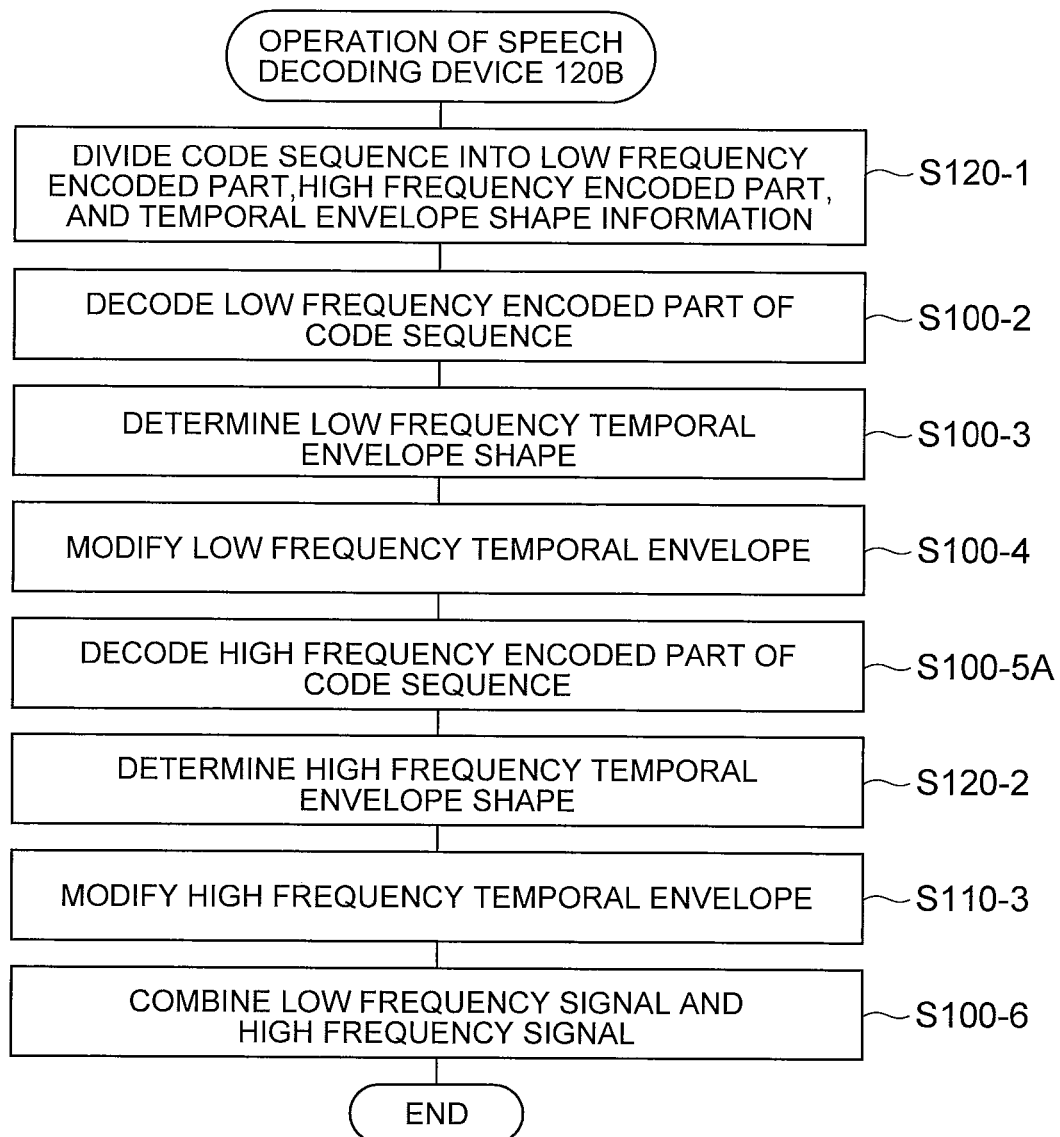 OPERATION OF SPEECH
DECODING DEVICE 120B
DIVIDE CODE SEQUENCE INTO LOW FREQUENCY
ENCODED PART,HIGH FREQUENCY ENCODED PART,
AND TEMPORAL ENVELOPE SHAPE INFORMATION
S120-1
DECODE LOW FREQUENCY ENCODED PART OF
CODE SEQUENCE
S100-2
DETERMINE LOW FREQUENCY TEMPORAL
ENVELOPE SHAPE
S100-3
MODIFY LOW FREQUENCY TEMPORAL ENVELOPE
S100-4
DECODE HIGH FREQUENCY ENCODED PART OF
CODE SEQUENCE
S100-5A
DETERMINE HIGH FREQUENCY TEMPORAL
ENVELOPE SHAPE
S120-2
MODIFY HIGH FREQUENCY TEMPORAL ENVELOPE
S110-3
COMBINE LOW FREQUENCY SIGNAL AND
HIGH FREQUENCY SIGNAL
S100-6
END